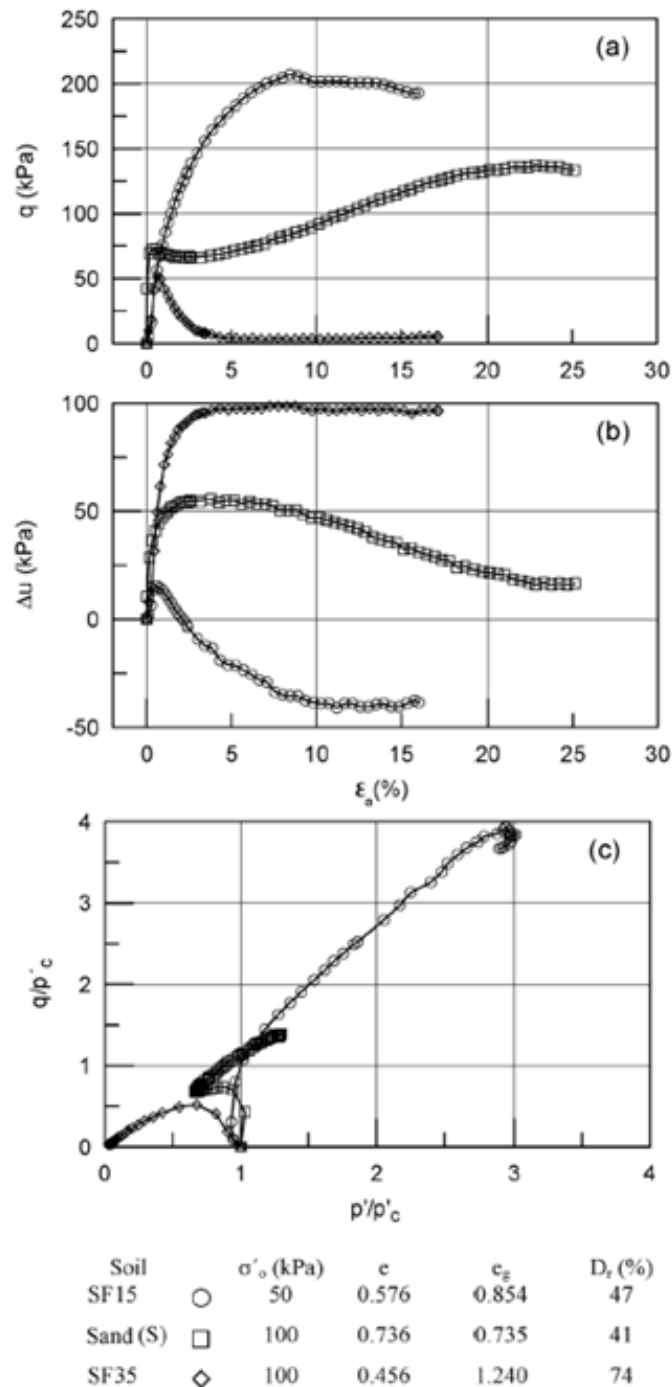 250
200
150
100
50
0
q (kPa)
(a)
0 5 10 15 20 25 30
100
50
0
-50
Δu (kPa)
(b)
0 5 10 15 20 25 30
εa(%)
4
3
2
1
0
q/p´c
(c)
0 1 2 3 4
p'/p'c
Soil σ´o (kPa) e eg Dr (%)
SF15 50 0.576 0.854 47
Sand (S) 100 0.736 0.735 41
SF35 100 0.456 1.240 74